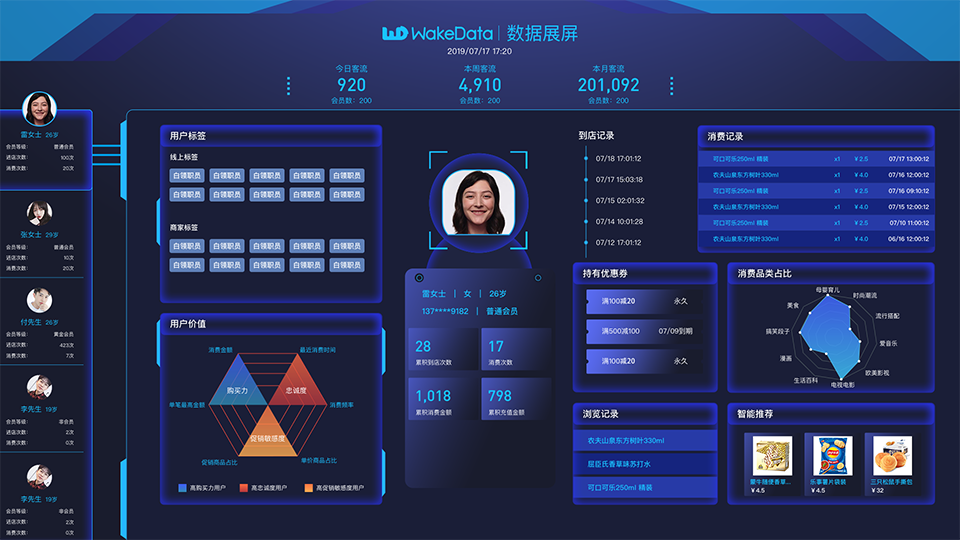 WakeData | 数据展屏
2019/07/17 17:20
今日客流
920
会员数：200
本周客流
4,910
会员数：200
本月客流
201,092
会员数：200
雷女士 26岁
会员等级： 普通会员
进店次数： 100次
消费次数： 20次
张女士 29岁
会员等级： 普通会员
进店次数： 10次
消费次数： 20次
付先生 26岁
会员等级： 黄金会员
进店次数： 423次
消费次数： 7次
李先生 19岁
会员等级： 非会员
进店次数： 2次
消费次数： 0次
李先生 19岁
会员等级： 非会员
进店次数： 2次
消费次数： 0次
用户标签
线上标签
白领职员 白领职员 白领职员 白领职员 白领职员
白领职员 白领职员 白领职员 白领职员 白领职员
商家标签
白领职员 白领职员 白领职员 白领职员 白领职员
白领职员 白领职员 白领职员 白领职员 白领职员
用户价值
消费金额 最近消费时间
购买力 忠诚度
单笔最高金额 消费频率
促销敏感度
促销商品占比 单价商品占比
高购买力用户 高忠诚度用户 高促销敏感度用户
雷女士 | 女 | 26岁
137****9182 | 普通会员
28
累积到店次数
17
消费次数
1,018
累积消费金额
798
累积充值金额
到店记录
07/18 17:01:12
07/17 15:03:18
07/15 02:01:32
07/14 10:01:28
07/12 17:01:12
消费记录
可口可乐250ml 精装 x1 ¥ 2.5 07/17 13:00:12
农夫山泉东方树叶330ml x1 ¥ 4.0 07/16 12:00:12
可口可乐250ml 精装 x1 ¥ 2.5 07/16 09:10:12
农夫山泉东方树叶330ml x1 ¥ 4.0 07/15 12:00:12
可口可乐250ml 精装 x1 ¥ 2.5 07/10 11:00:12
农夫山泉东方树叶330ml x1 ¥ 4.0 06/16 12:00:12
持有优惠券
满100减20 永久
满500减100 07/09到期
满100减20 永久
消费品类占比
母婴育儿
时尚潮流
流行搭配
爱音乐
欧美影视
电视电影
生活百科
漫画
搞笑段子
美食
浏览记录
农夫山泉东方树叶330ml
屈臣氏香草味苏打水
可口可乐250ml 精装
智能推荐
蒙牛随便香草...
¥ 4.5
乐事薯片袋装
¥ 4.5
三只松鼠手撕包
¥ 32